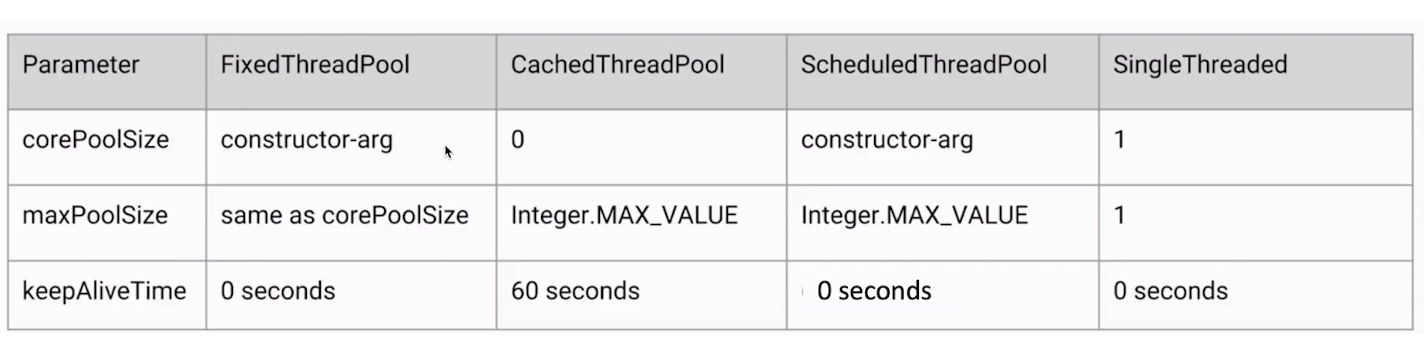 Parameter FixedThreadPool CachedThreadPool ScheduledThreadPool SingleThreaded
corePoolSize constructor-arg 0 constructor-arg 1
maxPoolSize same as corePoolSize Integer.MAX_VALUE Integer.MAX_VALUE 1
keepAliveTime 0 seconds 60 seconds 0 seconds 0 seconds